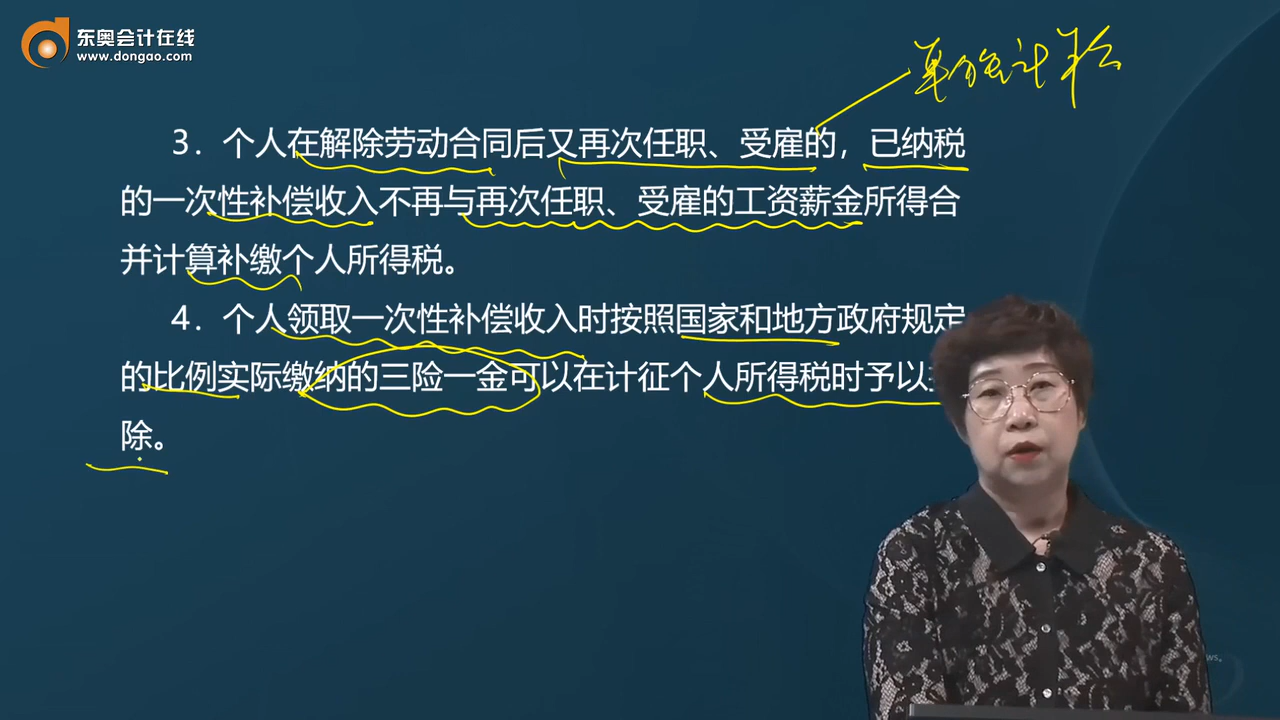 东奥会计在线
www.dongao.com
3. 个人在解除劳动合同后又再次任职、受雇的，已纳税
的一次性补偿收入不再与再次任职、受雇的工资薪金所得合
并计算补缴个人所得税。
4. 个人领取一次性补偿收入时按照国家和地方政府规定
的比例实际缴纳的三险一金可以在计征个人所得税时予以
除。